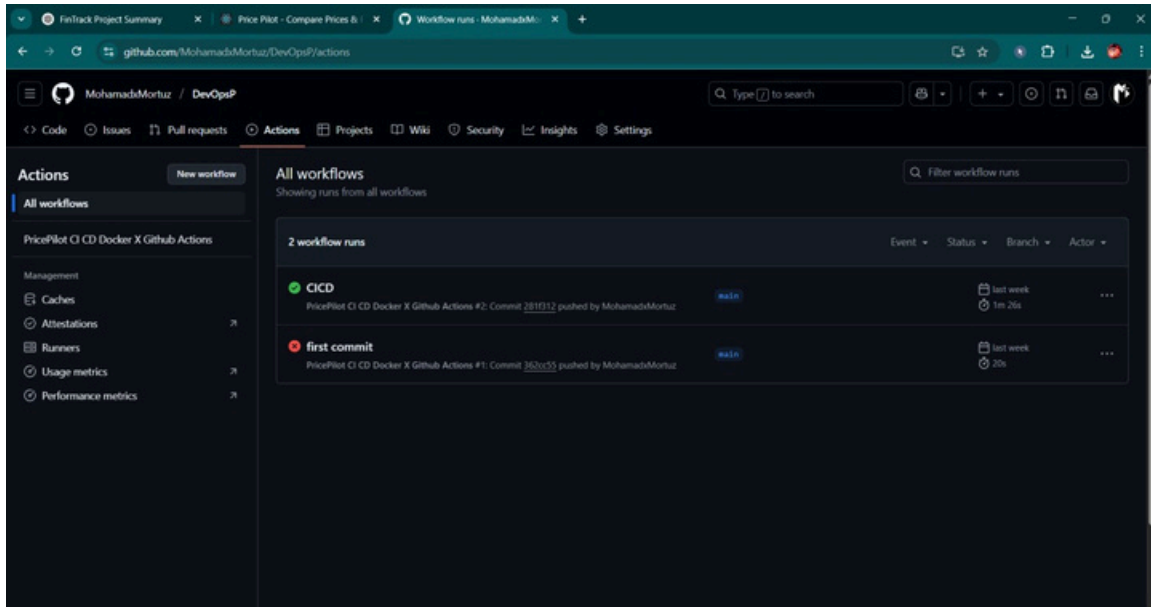 FinTrack Project Summary
Price Pilot - Compare Prices &
Workflow runs - MohamadxMo
github.com/MohamadxMortuz/DevOpsP/actions
MohamadxMortuz / DevOpsP
Type / to search
Code Issues Pull requests Actions Projects Wiki Security Insights Settings
Actions
New workflow
All workflows
PricePilot CI CD Docker X Github Actions
Management
Caches
Attestations
Runners
Usage metrics
Performance metrics
All workflows
Showing runs from all workflows
Filter workflow runs
2 workflow runs
Event Status Branch Actor
CICD
PricePilot CI CD Docker X Github Actions #2: Commit 281f312 pushed by MohamadxMortuz
main
last week
1m 26s
first commit
PricePilot CI CD Docker X Github Actions #1: Commit 362cc55 pushed by MohamadxMortuz
main
last week
20s